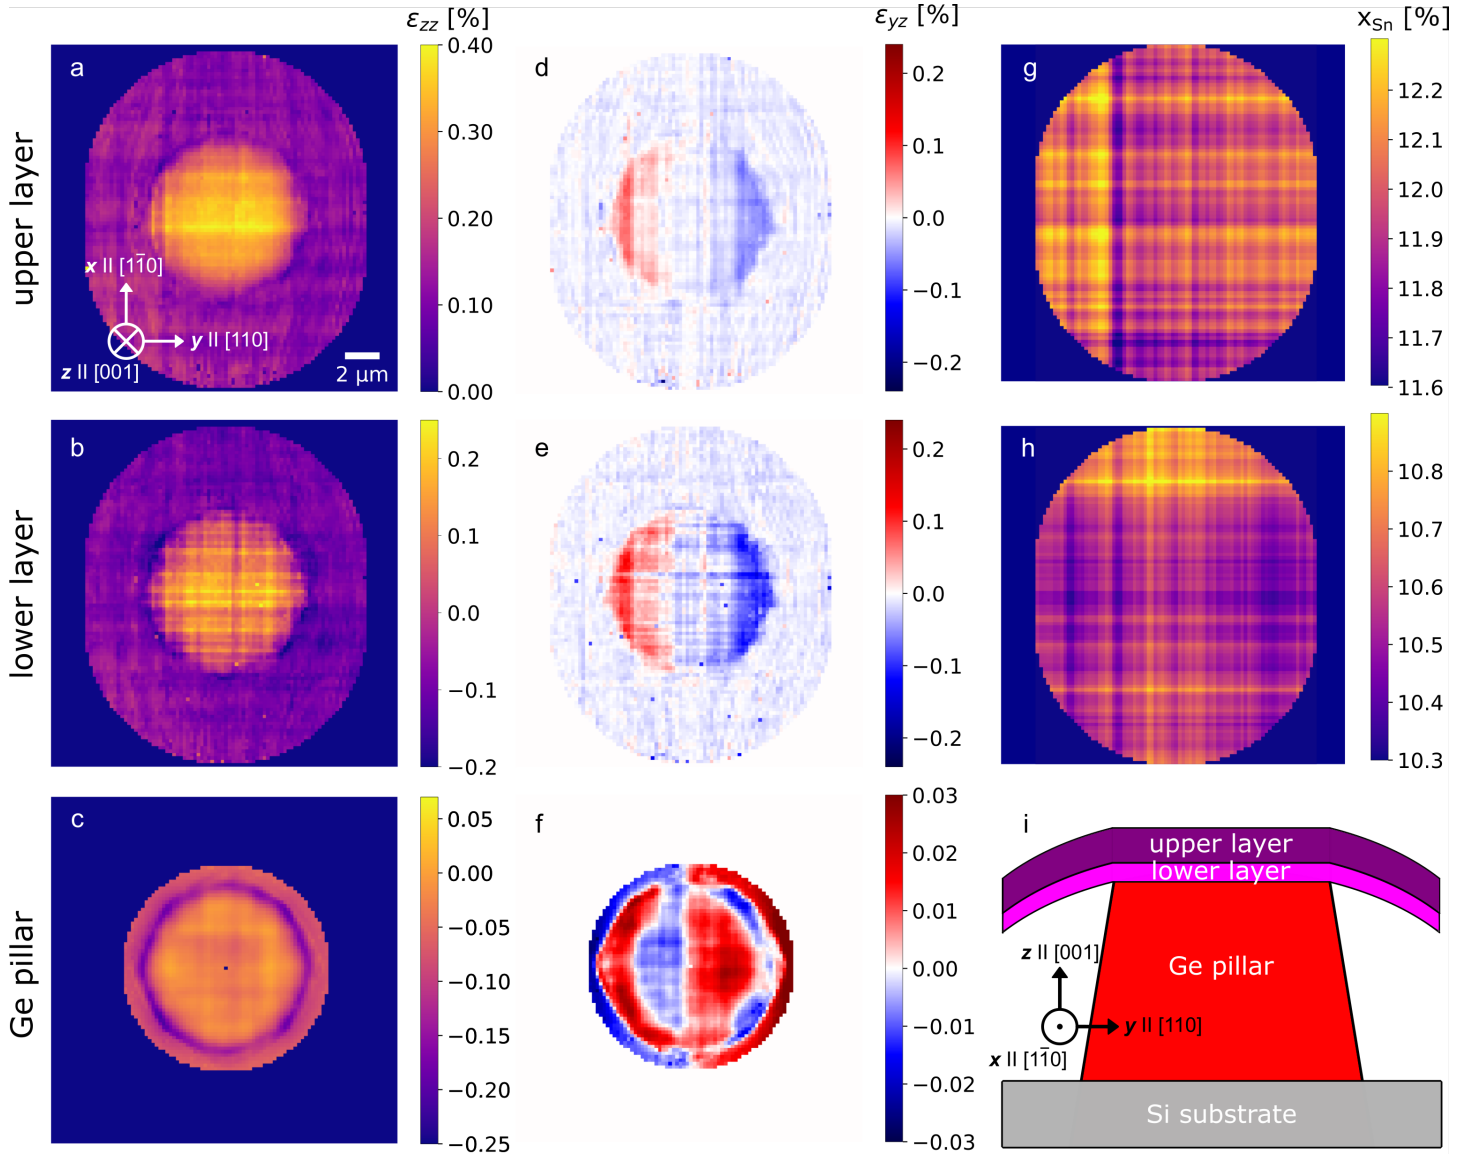 ε_zz [%]
ε_yz [%]
x_Sn [%]
upper layer
a
x || [11̅0]
y || [110]
z || [001]
2 μm
0.40
0.30
0.20
0.10
0.00
d
0.2
0.1
0.0
−0.1
−0.2
g
12.2
12.1
12.0
11.9
11.8
11.7
11.6
lower layer
b
0.2
0.1
0.0
−0.1
−0.2
e
0.2
0.1
0.0
−0.1
−0.2
h
10.8
10.7
10.6
10.5
10.4
10.3
Ge pillar
c
0.05
0.00
−0.05
−0.10
−0.15
−0.20
−0.25
f
0.03
0.02
0.01
0.00
−0.01
−0.02
−0.03
i
upper layer
lower layer
z || [001]
Ge pillar
y || [110]
x || [11̅0]
Si substrate